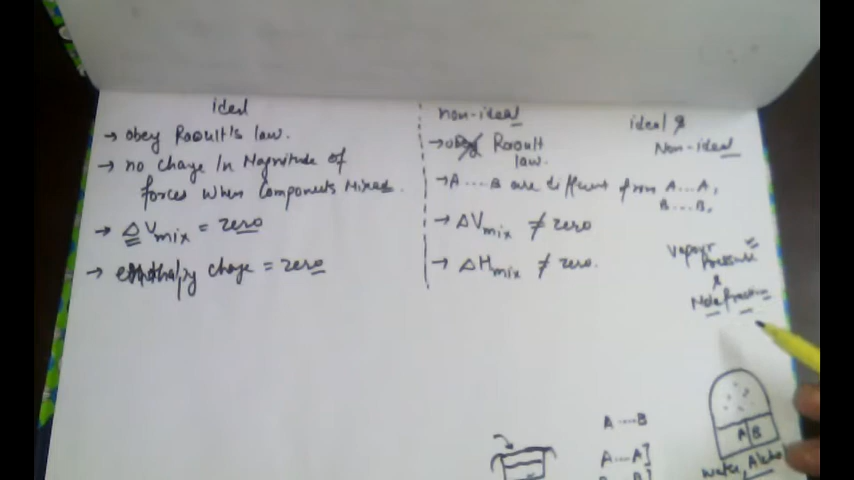 ideal
→ obey Raoult's law.
→ no change In Magnitude of
forces when Components Mixed.
→ ΔVmix = zero
→ enthalpy change = zero
non-ideal
→ obey Raoult
law.
→ A....B are different from A...A,
B...B,
→ ΔVmix ≠ zero
→ ΔHmix ≠ zero.
ideal &
Non-ideal
Vapour
Pressure
&
Mole fraction
A....B
A....A]
A B
water, Alcohol